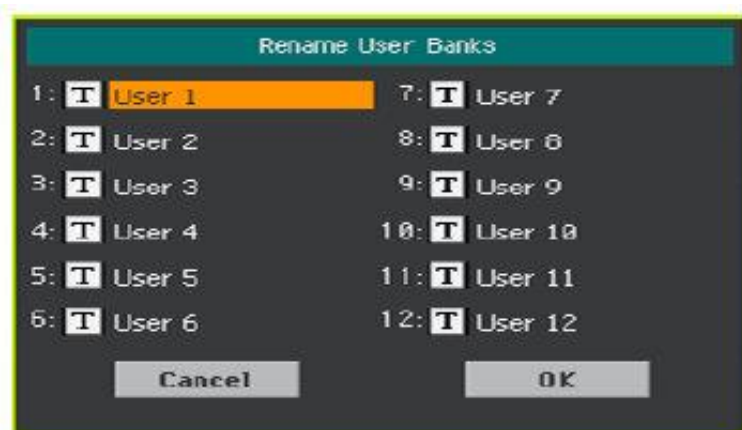 Rename User Banks
1: T User 1 7: T User 7
2: T User 2 8: T User 8
3: T User 3 9: T User 9
4: T User 4 10: T User 10
5: T User 5 11: T User 11
6: T User 6 12: T User 12
Cancel OK